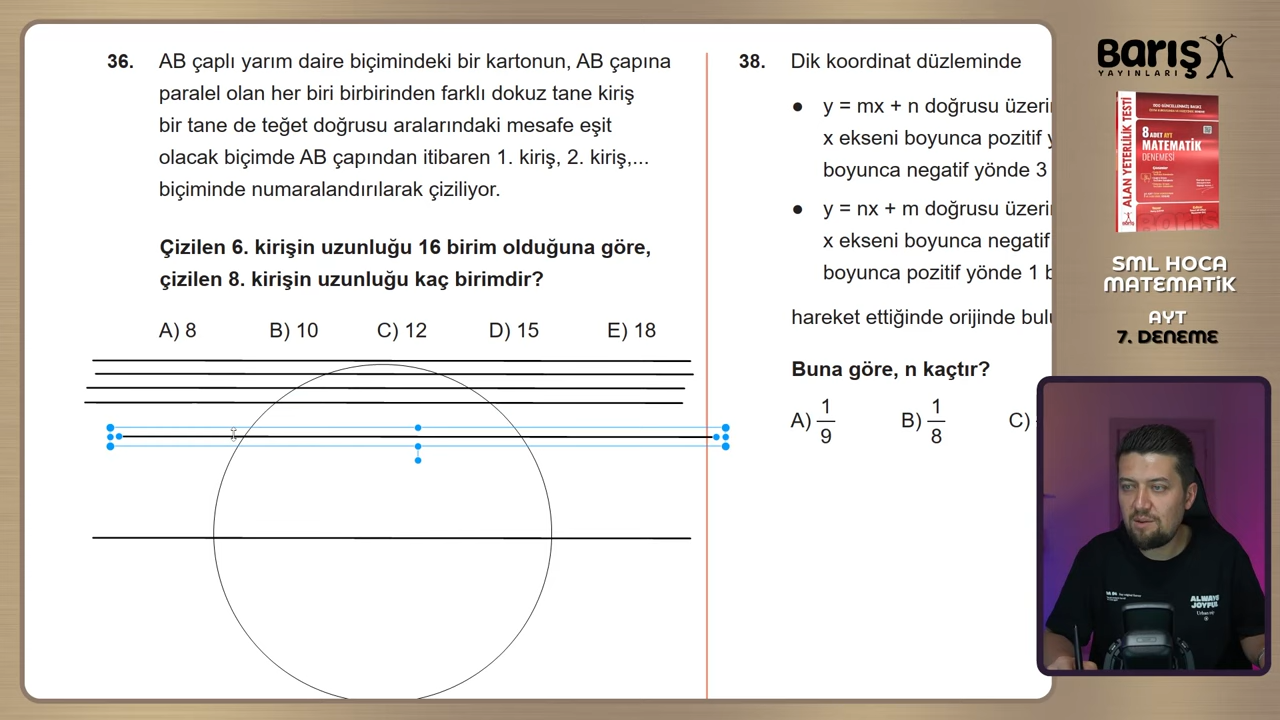 36. AB çaplı yarım daire biçimindeki bir kartonun, AB çapına
paralel olan her biri birbirinden farklı dokuz tane kiriş
bir tane de teğet doğrusu aralarındaki mesafe eşit
olacak biçimde AB çapından itibaren 1. kiriş, 2. kiriş,...
biçiminde numaralandırılarak çiziliyor.
Çizilen 6. kirişin uzunluğu 16 birim olduğuna göre,
çizilen 8. kirişin uzunluğu kaç birimdir?
A) 8 B) 10 C) 12 D) 15 E) 18
38. Dik koordinat düzleminde
● y = mx + n doğrusu
x ekseni boyunca pozitif
boyunca negatif yönde 3
● y = nx + m doğrusu
x ekseni boyunca negatif
boyunca pozitif yönde 1
hareket ettiğinde orijinde
Buna göre, n kaçtır?
A) 1/9 B) 1/8 C)
BARIŞ
YAYINLARI
ALAN YETERLİLİK TESTİ
8 ADET AYT
MATEMATİK
DENEMESİ
SML HOCA
MATEMATİK
AYT
7. DENEME
ALWAYS
JOYFUL